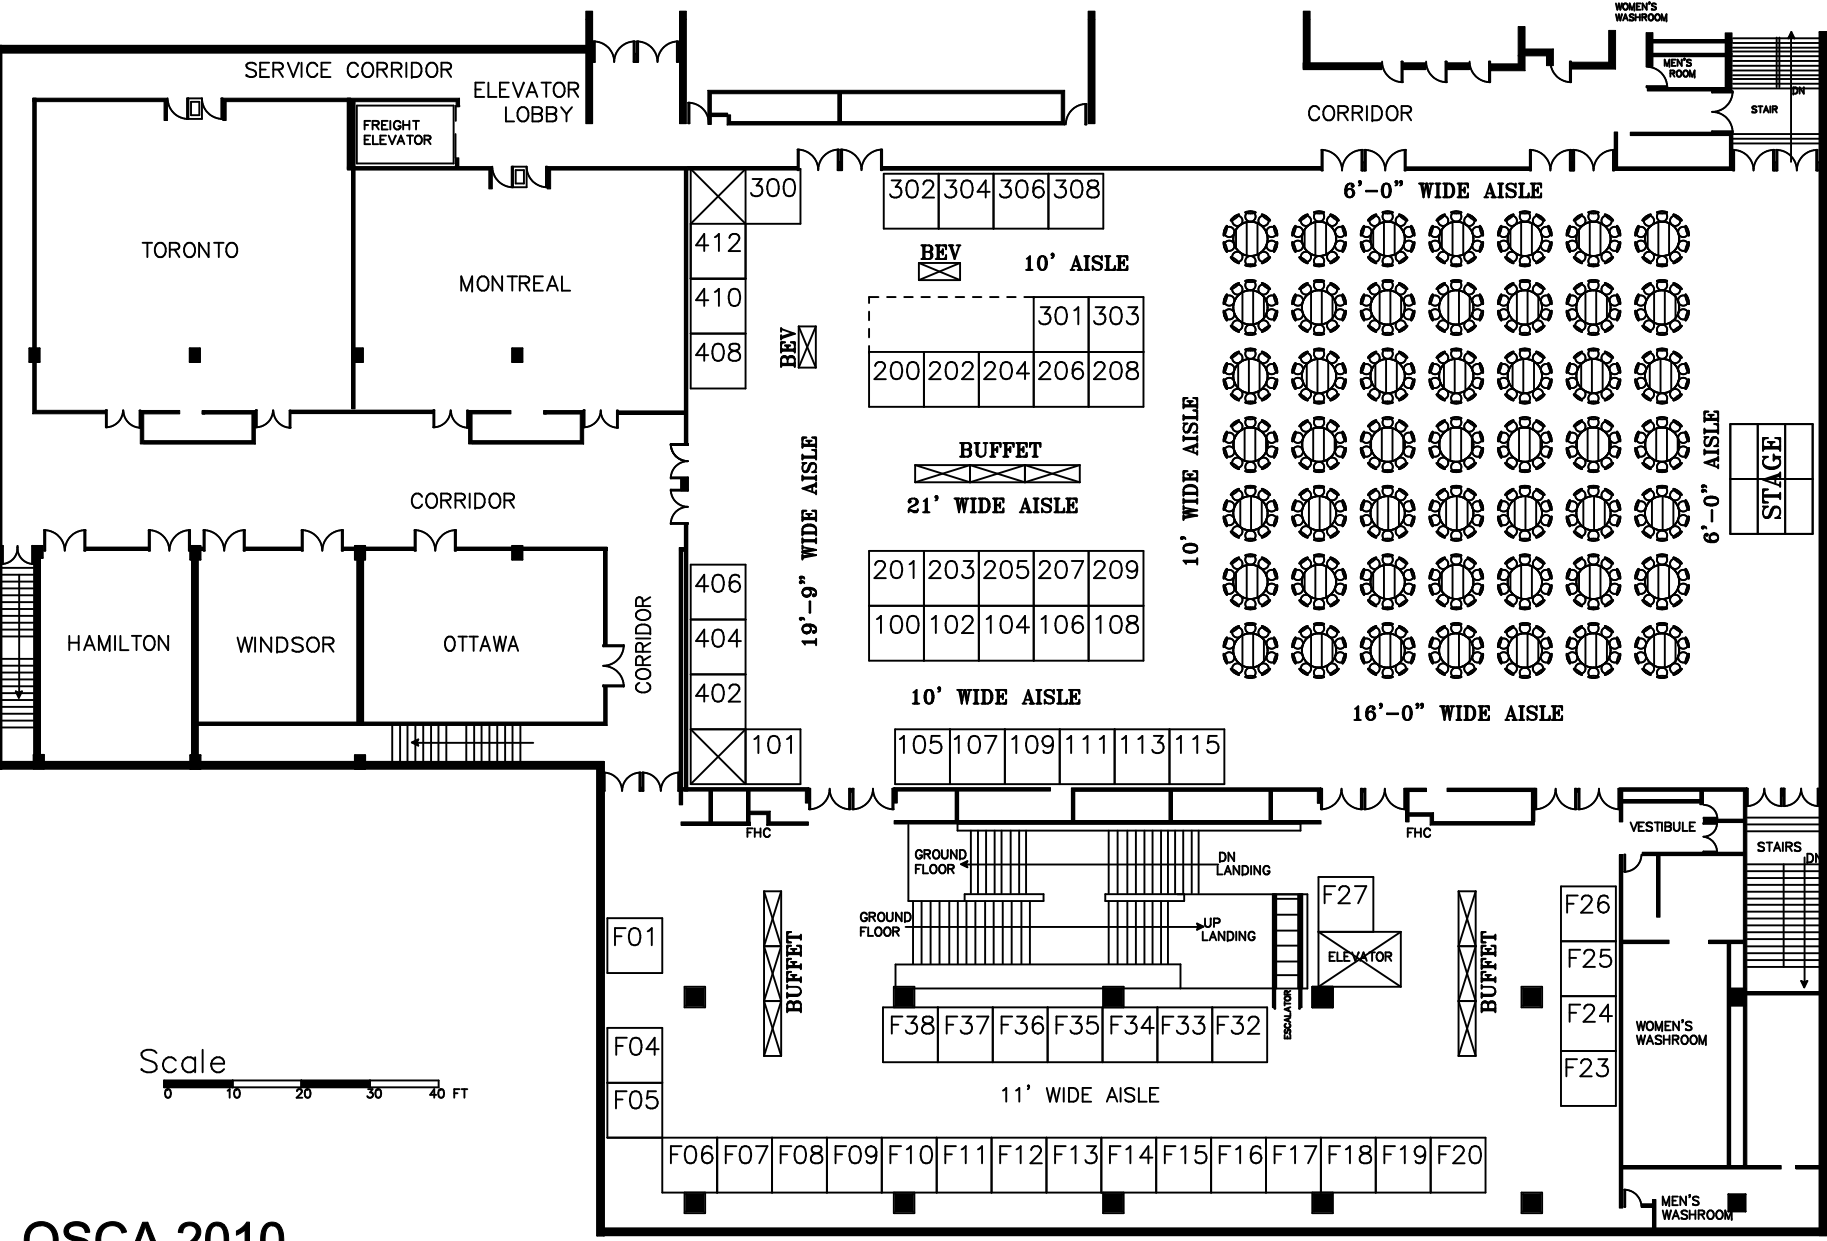 WOMEN'S
WASHROOM
SERVICE CORRIDOR
ELEVATOR
LOBBY
MEN'S
ROOM
DN
STAIR
CORRIDOR
FREIGHT
ELEVATOR
300
302 304 306 308
6'-0" WIDE AISLE
TORONTO
MONTREAL
412
BEV
10' AISLE
410
301 303
408
BEV
200 202 204 206 208
BUFFET
21' WIDE AISLE
19'-9" WIDE AISLE
10' WIDE AISLE
6'-0" AISLE
STAGE
CORRIDOR
406
201 203 205 207 209
HAMILTON
WINDSOR
OTTAWA
CORRIDOR
404
100 102 104 106 108
402
10' WIDE AISLE
16'-0" WIDE AISLE
101
105 107 109 111 113 115
FHC
FHC
VESTIBULE
STAIRS
DN
GROUND
FLOOR
DN
LANDING
GROUND
FLOOR
UP
LANDING
F27
ELEVATOR
F26
F01
BUFFET
BUFFET
F25
ESCALATOR
F38 F37 F36 F35 F34 F33 F32
F24
WOMEN'S
WASHROOM
F04
F23
Scale
0 10 20 30 40 FT
F05
11' WIDE AISLE
F06 F07 F08 F09 F10 F11 F12 F13 F14 F15 F16 F17 F18 F19 F20
MEN'S
WASHROOM
OSCA 2010